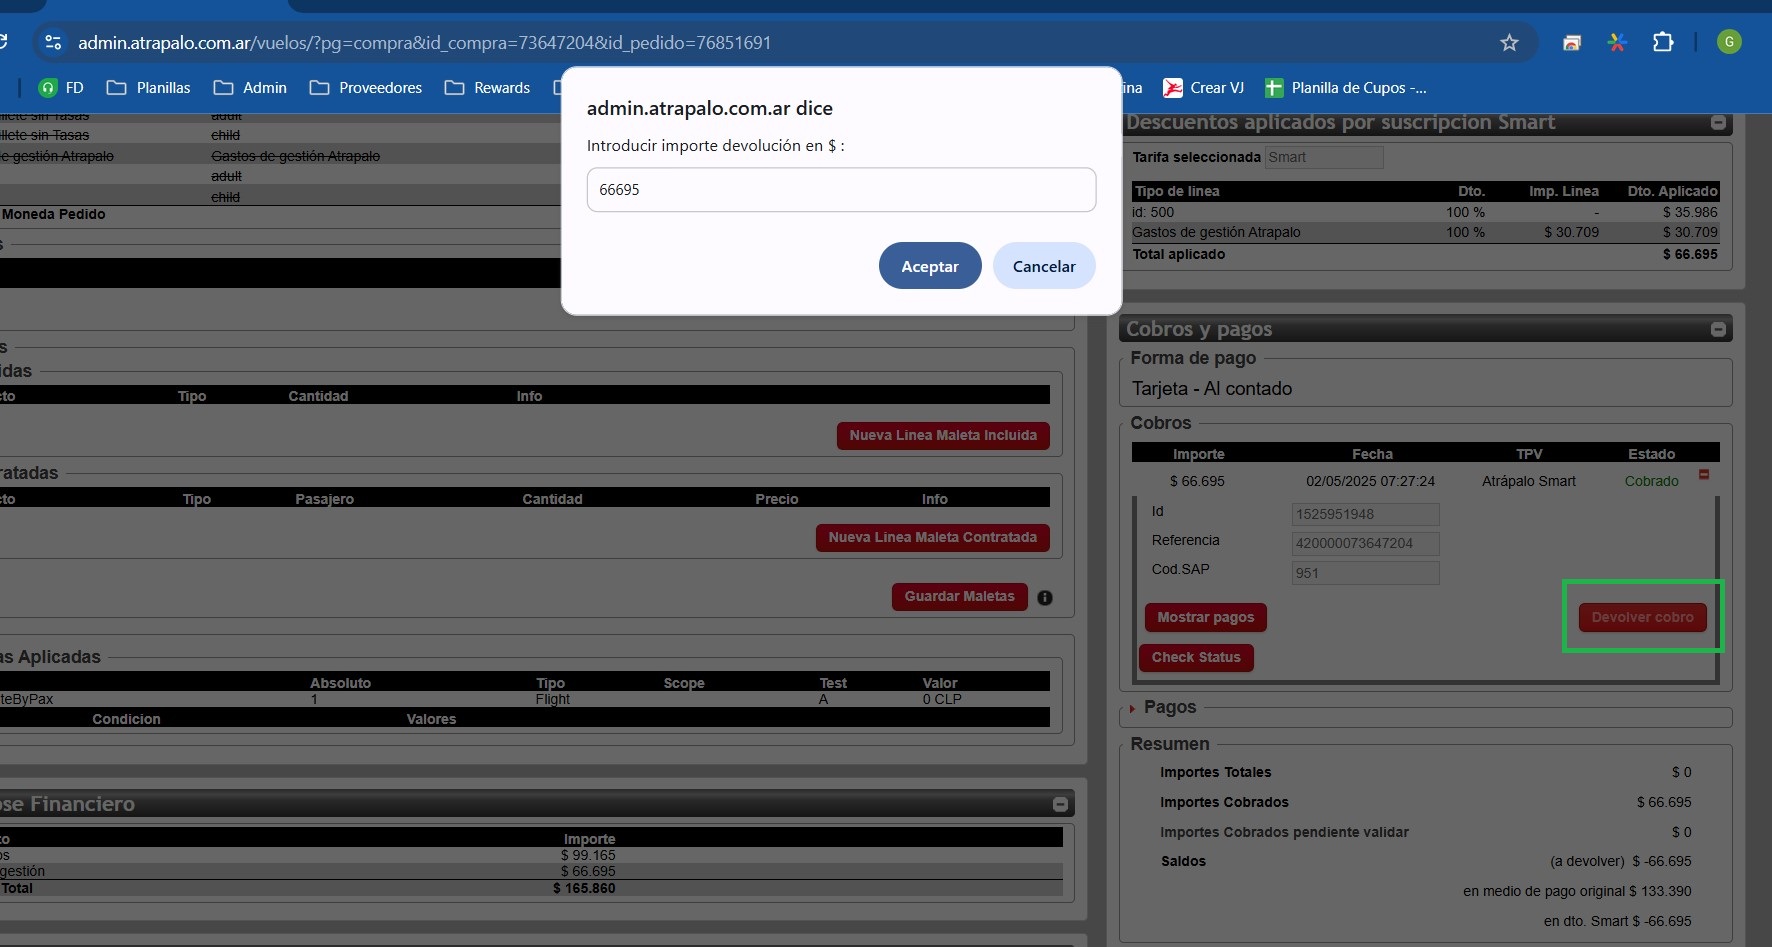 admin.atrapalo.com.ar/vuelos/?pg=compra&id_compra=73647204&id_pedido=76851691
G
FD Planillas Admin Proveedores Rewards ina Crear VJ Planilla de Cupos -...
admin.atrapalo.com.ar dice
Introducir importe devolución en $ :
66695
Aceptar Cancelar
llete sin Tasas adult
llete sin Tasas child
e gestión Atrapalo Gastos de gestión Atrapalo
adult
child
Moneda Pedido
s
s
idas
cto Tipo Cantidad Info
Nueva Linea Maleta Incluida
ratadas
cto Tipo Pasajero Cantidad Precio Info
Nueva Linea Maleta Contratada
Guardar Maletas
as Aplicadas
Absoluto Tipo Scope Test Valor
teByPax 1 Flight A 0 CLP
Condicion Valores
ose Financiero
to Importe
os $ 99.165
gestión $ 66.695
Total $ 165.860
Descuentos aplicados por suscripcion Smart
Tarifa seleccionada Smart
Tipo de linea Dto. Imp. Linea Dto. Aplicado
id: 500 100 % - $ 35.986
Gastos de gestión Atrapalo 100 % $ 30.709 $ 30.709
Total aplicado $ 66.695
Cobros y pagos
Forma de pago
Tarjeta - Al contado
Cobros
Importe Fecha TPV Estado
$ 66.695 02/05/2025 07:27:24 Atrápalo Smart Cobrado
Id 1525951948
Referencia 420000073647204
Cod.SAP 951
Mostrar pagos Devolver cobro
Check Status
Pagos
Resumen
Importes Totales $ 0
Importes Cobrados $ 66.695
Importes Cobrados pendiente validar $ 0
Saldos (a devolver) $ -66.695
en medio de pago original $ 133.390
en dto. Smart $ -66.695